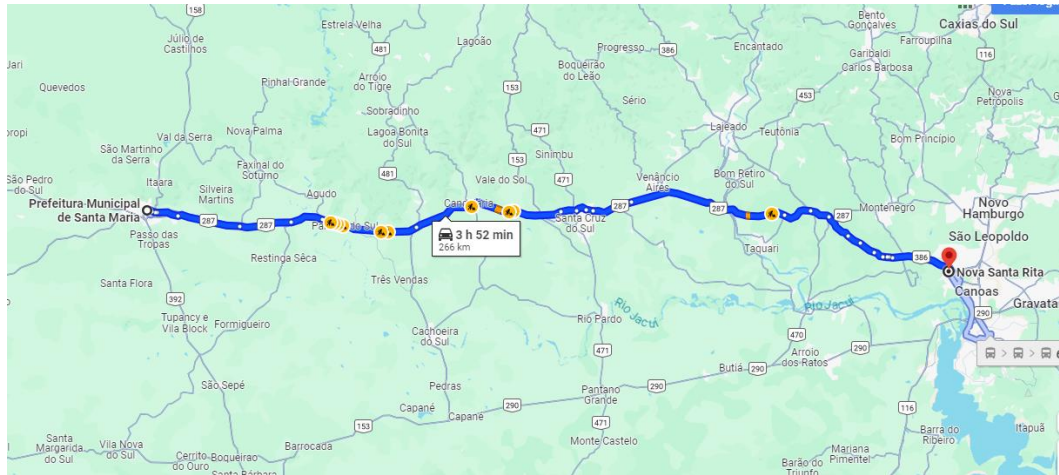 158
Júlio de
Castilhos
Estrela Velha
481
Lagoão
Progresso
386
Encantado
Bento
Gonçalves
Caxias do Sul
Garibaldi
Farroupilha
Carlos Barbosa
Jari
Quevedos
Pinhal Grande
Arroio
do Tigre
153
Boqueirão
do Leão
Sério
453
Nova
Petrópolis
Sobradinho
Lajeado
Teutônia
Val da Serra
Nova Palma
Lagoa Bonita
do Sul
471
Bom Princípio
São Martinho
da Serra
Faxinal do
Soturno
481
153
Sinimbu
São Pedro
do Sul
Itaara
Silveira
Martins
Agudo
Vale do Sol
471
Venâncio
Aires
Bom Retiro
do Sul
Prefeitura Municipal
de Santa Maria
287
287
Santa Cruz
do Sul
287
287
287
Montenegro
Novo
Hamburgo
Passo das
Tropas
3 h 52 min
266 km
São Leopoldo
Restinga Sêca
Taquari
386
Nova Santa Rita
Santa Flora
Três Vendas
Canoas
392
Rio Jacuí
Rio Jacuí
290
Tupancy e
Vila Block
Formigueiro
Cachoeira
do Sul
Rio Pardo
470
Arroio
dos Ratos
471
290
Butiá
290
São Sepé
Pedras
Pantano
Grande
290
Capané
290
Capané
116
Santa
Margarida
do Sul
Vila Nova
do Sul
Barrocada
153
Monte Castelo
Barra do
Ribeiro
Itapuã
Cerrito
do Ouro
Boqueirao
Mariana
Pimentel
Santa Bárbara
Barão do
Triunfo